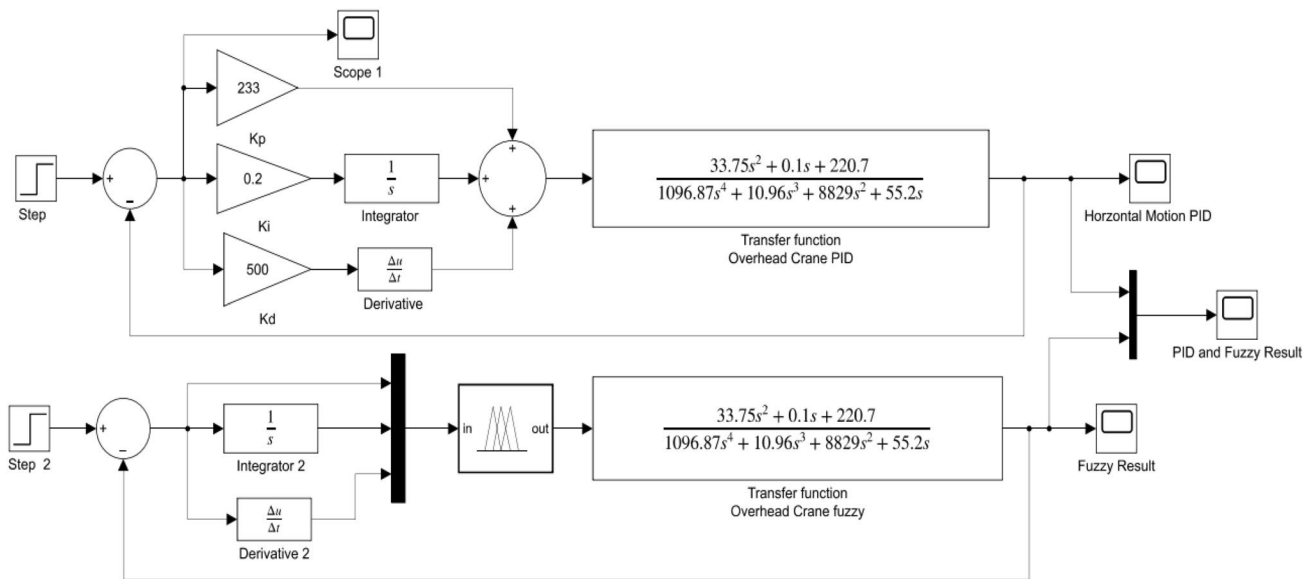 Scope 1
233
Kp
Step
+
-
0.2
Ki
1
s
Integrator
+
+
+
33.75s² + 0.1s + 220.7
1096.87s⁴ + 10.96s³ + 8829s² + 55.2s
Transfer function
Overhead Crane PID
Horzontal Motion PID
500
Kd
Δu
Δt
Derivative
PID and Fuzzy Result
Step 2
+
-
1
s
Integrator 2
Δu
Δt
Derivative 2
in
out
33.75s² + 0.1s + 220.7
1096.87s⁴ + 10.96s³ + 8829s² + 55.2s
Transfer function
Overhead Crane fuzzy
Fuzzy Result